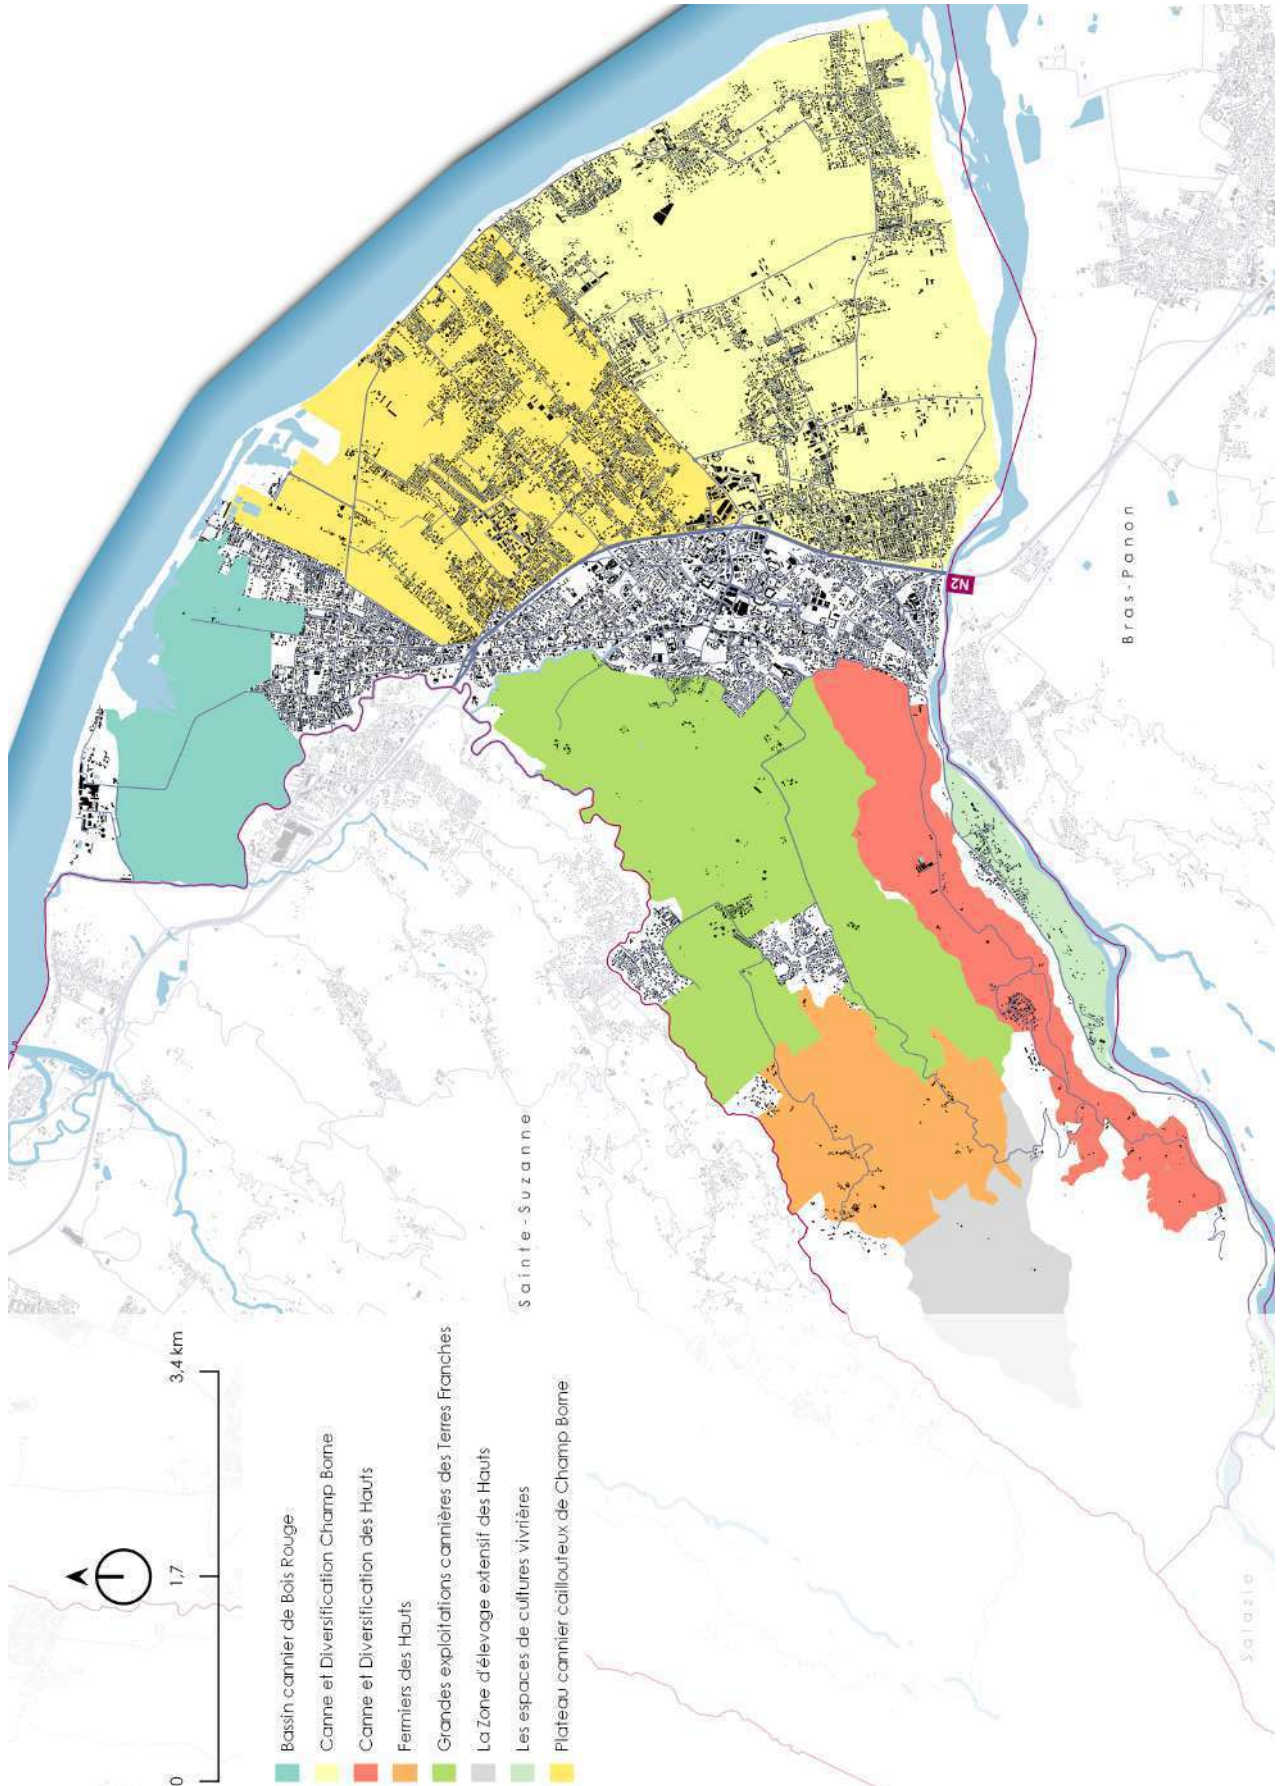 0
1,7
3,4 km
Bassin cannier de Bois Rouge
Canne et Diversification Champ Borne
Canne et Diversification des Hauts
Fermiers des Hauts
Grandes exploitations cannières des Terres Franches
La Zone d'élevage extensif des Hauts
Les espaces de cultures vivrières
Plateau cannier caillouteux de Champ Borne
Sainte-Suzanne
Bras-Panon
Salazie
N2